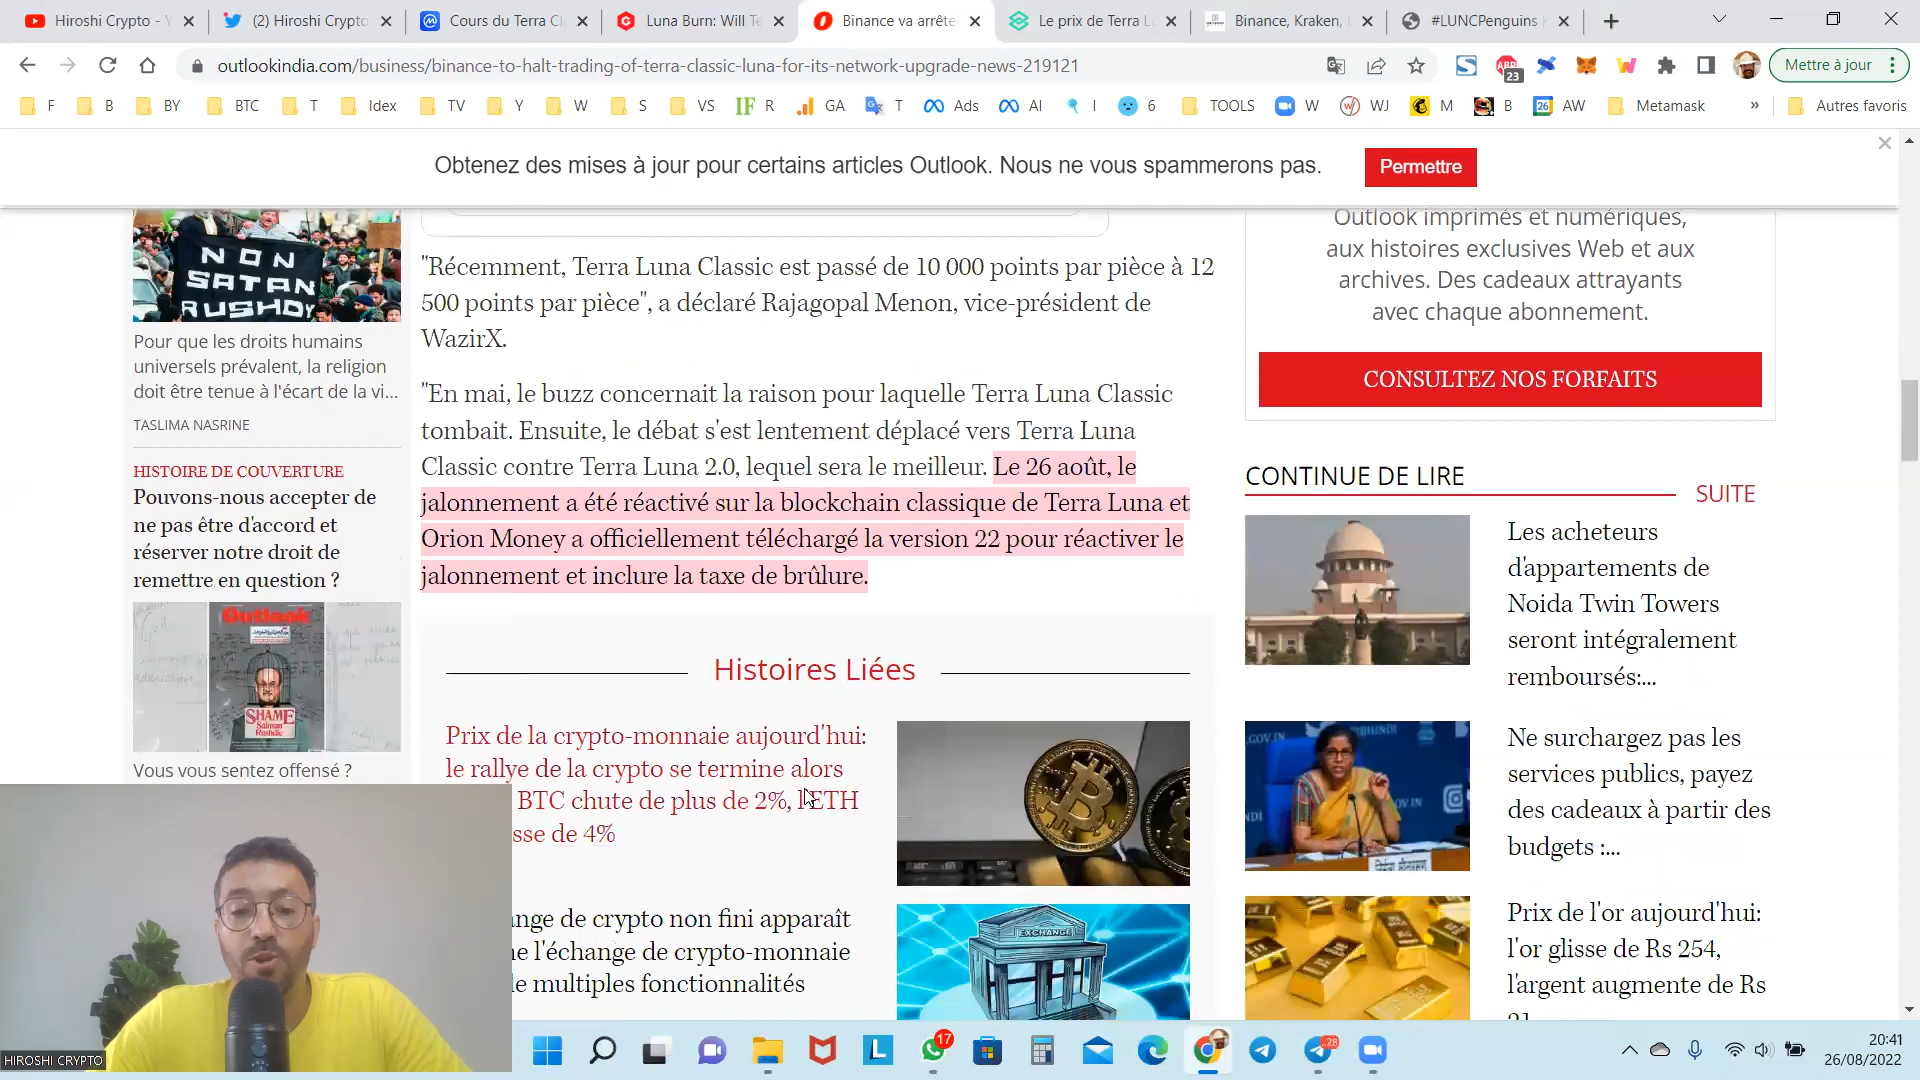 Hiroshi Crypto - Y
(2) Hiroshi Crypto
Cours du Terra Cl
Luna Burn: Will Te
Binance va arrête
Le prix de Terra L
Binance, Kraken,
#LUNCPenguins
outlookindia.com/business/binance-to-halt-trading-of-terra-classic-luna-for-its-network-upgrade-news-219121
23
Mettre à jour
F
B
BY
BTC
T
Idex
TV
Y
W
S
VS
IF R
GA
T
Ads
AI
I
6
TOOLS
W
WJ
M
B
26 AW
Metamask
»
Autres favoris
Obtenez des mises à jour pour certains articles Outlook. Nous ne vous spammerons pas.
Permettre
NON
SATAN
RUSHDY
Pour que les droits humains
universels prévalent, la religion
doit être tenue à l'écart de la vi...
TASLIMA NASRINE
HISTOIRE DE COUVERTURE
Pouvons-nous accepter de
ne pas être d'accord et
réserver notre droit de
remettre en question ?
Outlook
SHAME
Salman
Rushdie
Vous vous sentez offensé ?
"Récemment, Terra Luna Classic est passé de 10 000 points par pièce à 12
500 points par pièce", a déclaré Rajagopal Menon, vice-président de
WazirX.
"En mai, le buzz concernait la raison pour laquelle Terra Luna Classic
tombait. Ensuite, le débat s'est lentement déplacé vers Terra Luna
Classic contre Terra Luna 2.0, lequel sera le meilleur. Le 26 août, le
jalonnement a été réactivé sur la blockchain classique de Terra Luna et
Orion Money a officiellement téléchargé la version 22 pour réactiver le
jalonnement et inclure la taxe de brûlure.
Histoires Liées
Prix de la crypto-monnaie aujourd'hui:
le rallye de la crypto se termine alors
BTC chute de plus de 2%, l'ETH
sse de 4%
ange de crypto non fini apparaît
e l'échange de crypto-monnaie
le multiples fonctionnalités
EXCHANGE
Outlook imprimés et numériques,
aux histoires exclusives Web et aux
archives. Des cadeaux attrayants
avec chaque abonnement.
CONSULTEZ NOS FORFAITS
CONTINUE DE LIRE
SUITE
Les acheteurs
d'appartements de
Noida Twin Towers
seront intégralement
remboursés:...
Ne surchargez pas les
services publics, payez
des cadeaux à partir des
budgets :...
Prix de l'or aujourd'hui:
l'or glisse de Rs 254,
l'argent augmente de Rs
HIROSHI CRYPTO
17
28
20:41
26/08/2022